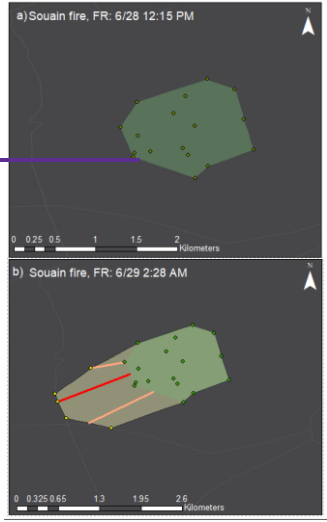 a) Souain fire, FR: 6/28 12:15 PM
N
0 0.25 0.5 1 1.5 2
Kilometers
b) Souain fire, FR: 6/29 2:28 AM
N
0 0.325 0.65 1.3 1.95 2.6
Kilometers